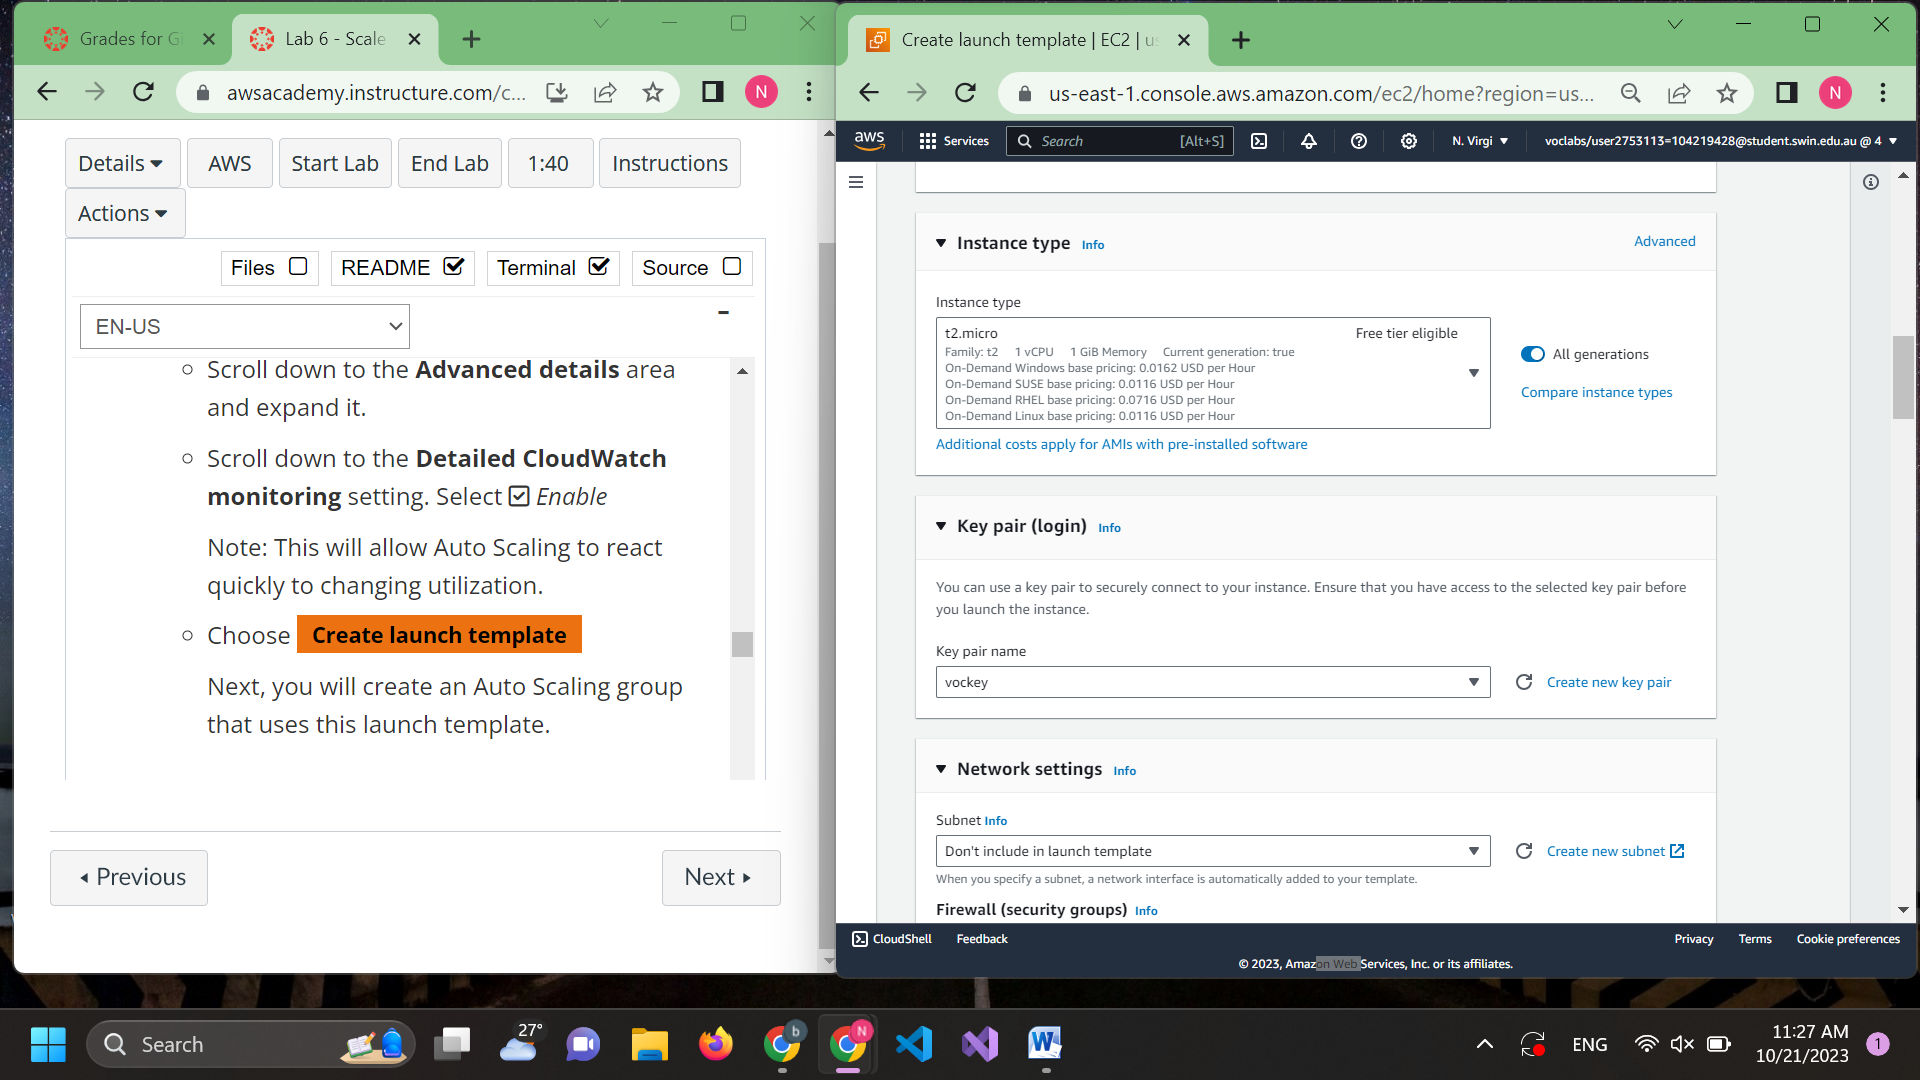 Grades for Gi
Lab 6 - Scale
awsacademy.instructure.com/c...
N
Details
AWS
Start Lab
End Lab
1:40
Instructions
Actions
Files
README
Terminal
Source
EN-US
Scroll down to the Advanced details area
and expand it.
Scroll down to the Detailed CloudWatch
monitoring setting. Select Enable
Note: This will allow Auto Scaling to react
quickly to changing utilization.
Choose Create launch template
Next, you will create an Auto Scaling group
that uses this launch template.
Previous
Next
Create launch template | EC2 | us
us-east-1.console.aws.amazon.com/ec2/home?region=us...
N
aws
Services
Search [Alt+S]
N. Virgi
voclabs/user2753113=104219428@student.swin.edu.au @ 4
Instance type Info
Advanced
Instance type
t2.micro Free tier eligible
Family: t2 1 vCPU 1 GiB Memory Current generation: true
On-Demand Windows base pricing: 0.0162 USD per Hour
On-Demand SUSE base pricing: 0.0116 USD per Hour
On-Demand RHEL base pricing: 0.0716 USD per Hour
On-Demand Linux base pricing: 0.0116 USD per Hour
All generations
Compare instance types
Additional costs apply for AMIs with pre-installed software
Key pair (login) Info
You can use a key pair to securely connect to your instance. Ensure that you have access to the selected key pair before
you launch the instance.
Key pair name
vockey
Create new key pair
Network settings Info
Subnet Info
Don't include in launch template
Create new subnet
When you specify a subnet, a network interface is automatically added to your template.
Firewall (security groups) Info
CloudShell
Feedback
Privacy
Terms
Cookie preferences
© 2023, Amazon Web Services, Inc. or its affiliates.
Search
27°
b
N
W
ENG
11:27 AM
10/21/2023
1